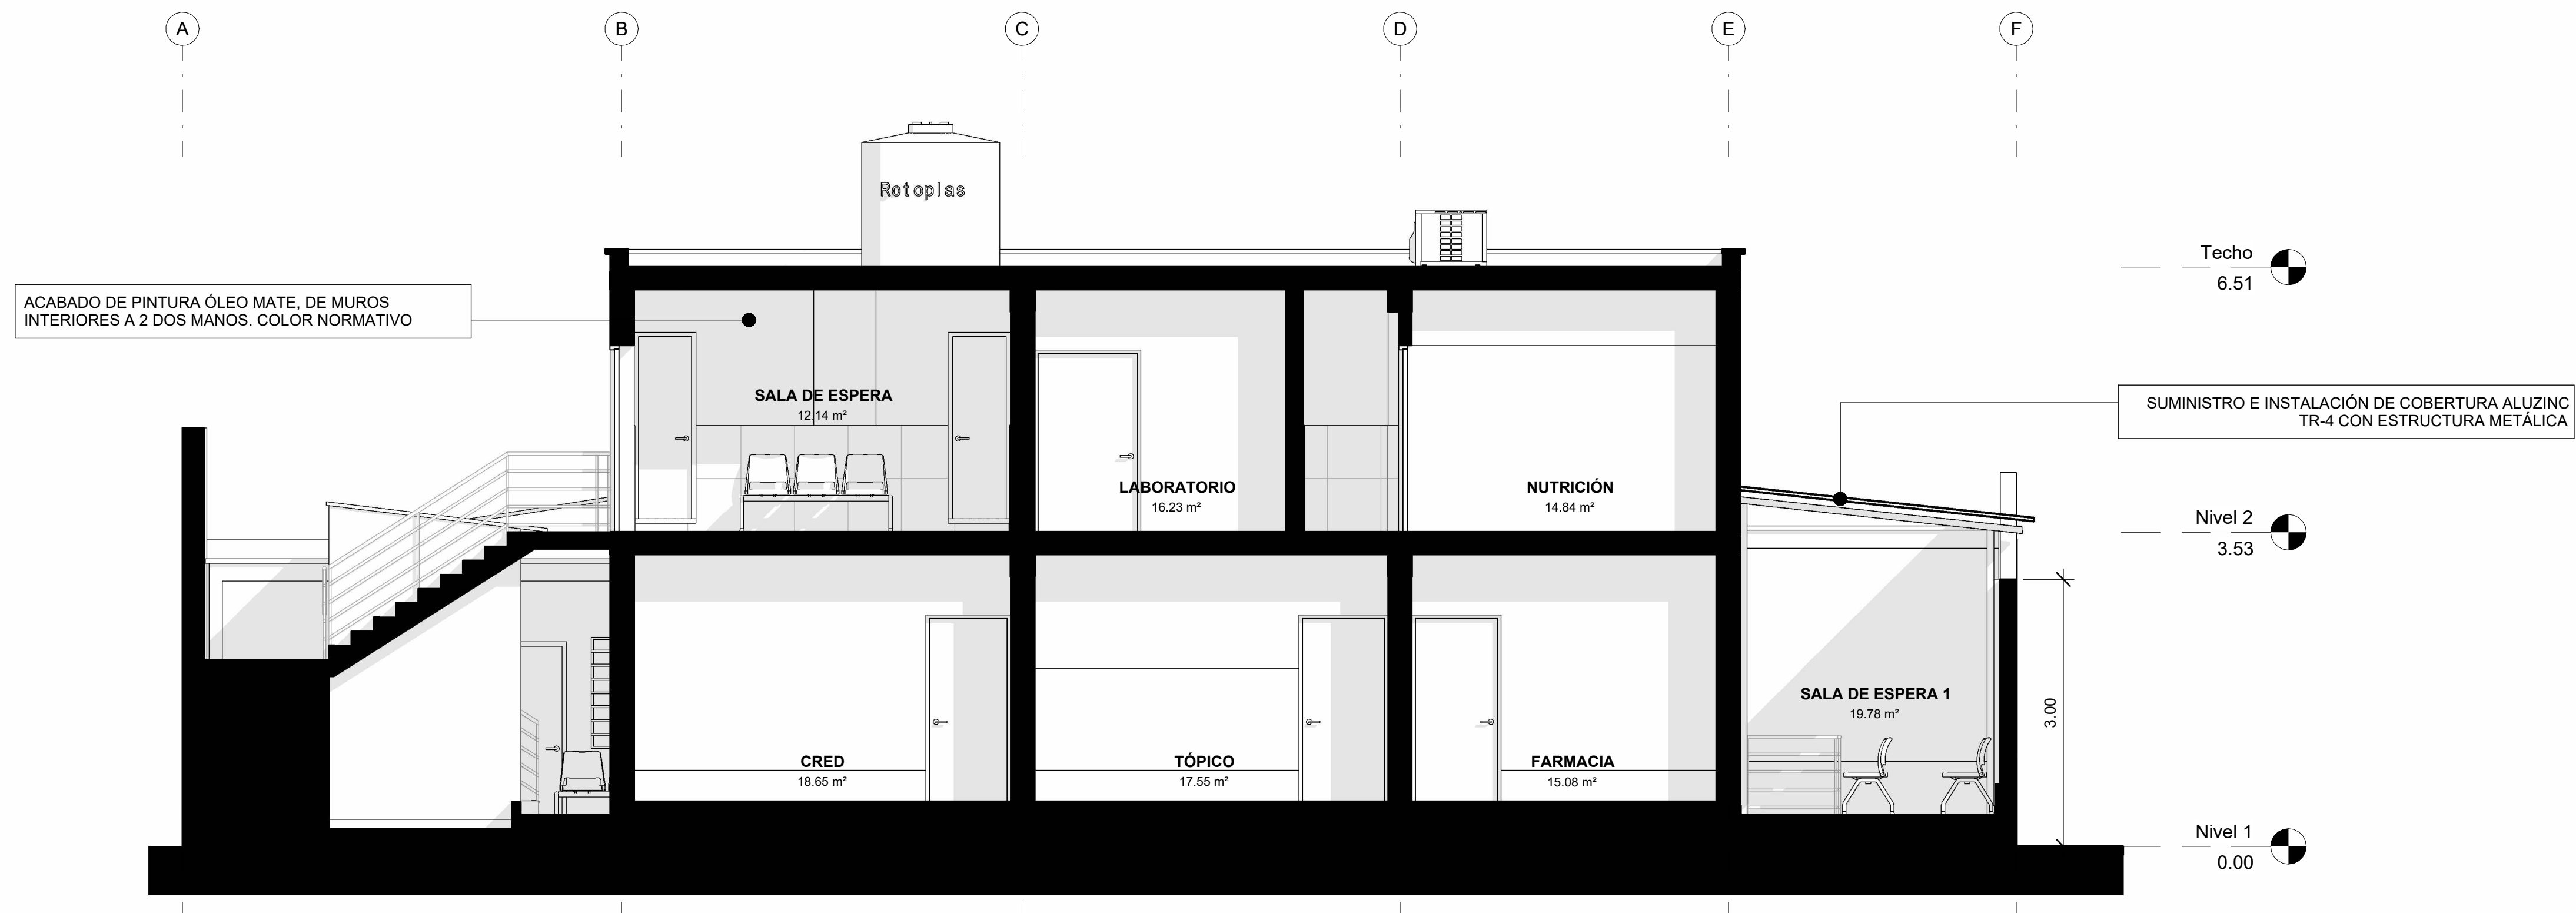 A
B
C
D
E
F
Rotoplas
Techo
6.51
ACABADO DE PINTURA ÓLEO MATE, DE MUROS
INTERIORES A 2 DOS MANOS. COLOR NORMATIVO
SALA DE ESPERA
12.14 m²
SUMINISTRO E INSTALACIÓN DE COBERTURA ALUZINC
TR-4 CON ESTRUCTURA METÁLICA
LABORATORIO
16.23 m²
NUTRICIÓN
14.84 m²
Nivel 2
3.53
SALA DE ESPERA 1
19.78 m²
3.00
CRED
18.65 m²
TÓPICO
17.55 m²
FARMACIA
15.08 m²
Nivel 1
0.00